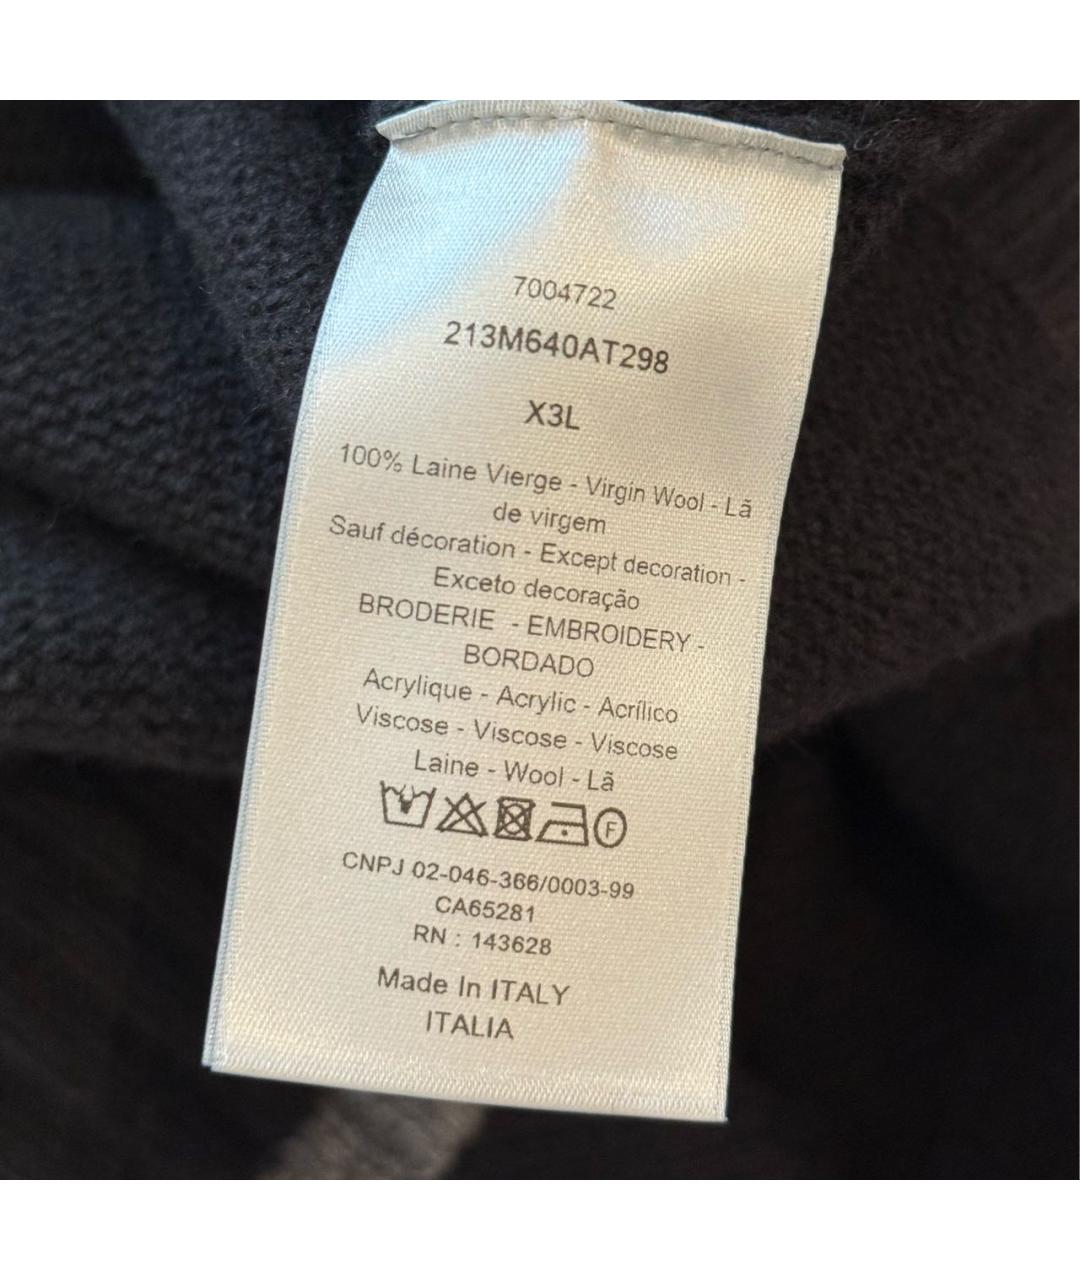 7004722
213M640AT298
X3L
100% Laine Vierge - Virgin Wool - Lã
de virgem
Sauf décoration - Except decoration -
Exceto decoração
BRODERIE - EMBROIDERY -
BORDADO
Acrylique - Acrylic - Acrílico
Viscose - Viscose - Viscose
Laine - Wool - Lã
F
CNPJ 02-046-366/0003-99
CA65281
RN : 143628
Made In ITALY
ITALIA